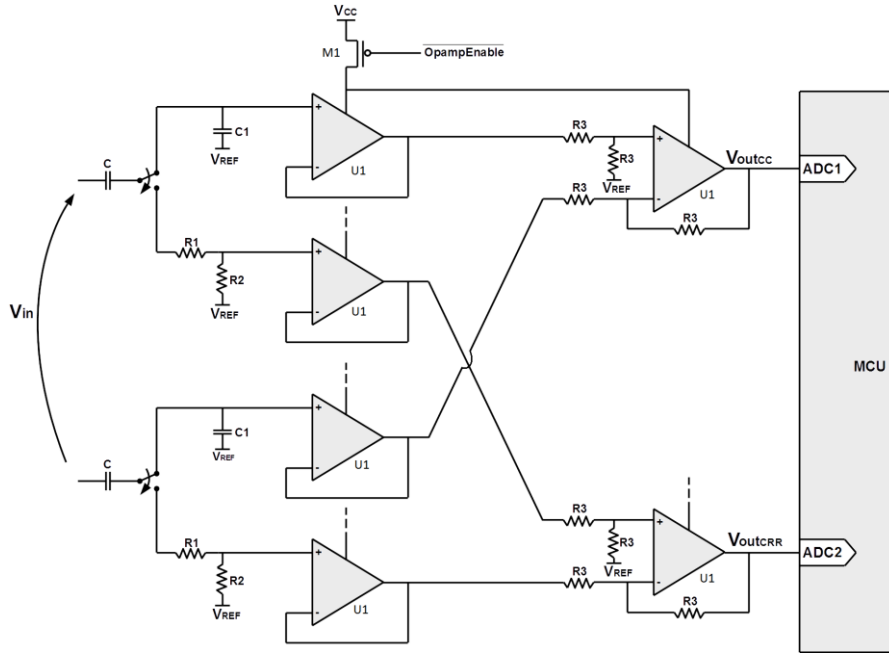 VCC
M1
OpampEnable
+
C1
VREF
-
U1
C
R3
+
R3
VREF
R3
-
U1
R3
VoutCC
ADC1
R1
R2
VREF
+
-
U1
Vin
MCU
C
C1
VREF
+
-
U1
R1
R2
VREF
+
-
U1
R3
+
R3
VREF
R3
-
U1
R3
VoutCRR
ADC2